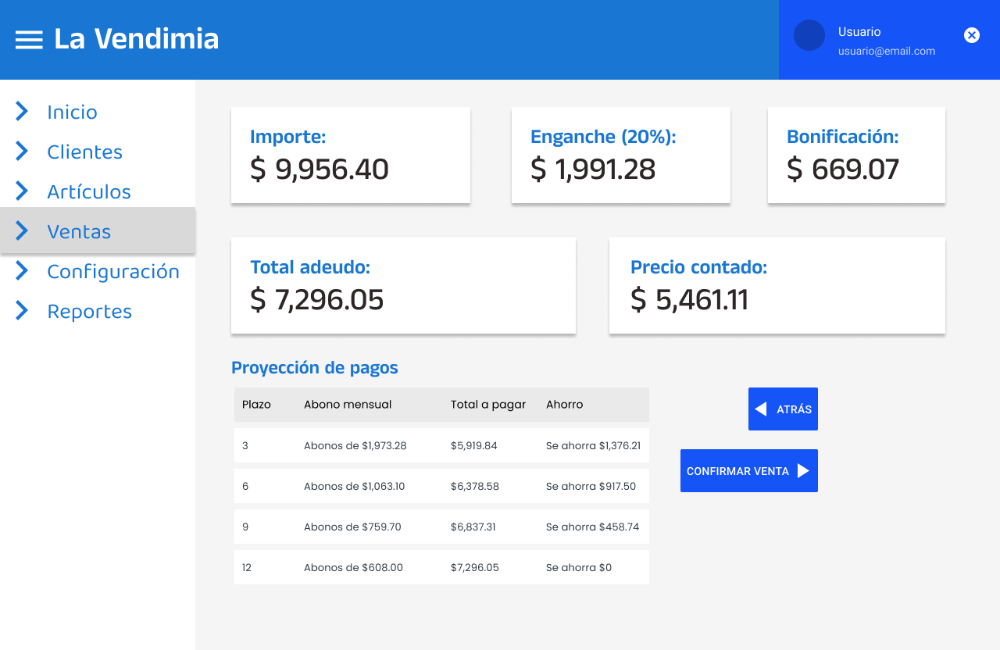 La Vendimia
Usuario
usuario@email.com
Inicio
Clientes
Artículos
Ventas
Configuración
Reportes
Importe:
$ 9,956.40
Enganche (20%):
$ 1,991.28
Bonificación:
$ 669.07
Total adeudo:
$ 7,296.05
Precio contado:
$ 5,461.11
Proyección de pagos
Plazo Abono mensual Total a pagar Ahorro
3 Abonos de $1,973.28 $5,919.84 Se ahorra $1,376.21
6 Abonos de $1,063.10 $6,378.58 Se ahorra $917.50
9 Abonos de $759.70 $6,837.31 Se ahorra $458.74
12 Abonos de $608.00 $7,296.05 Se ahorra $0
ATRÁS
CONFIRMAR VENTA